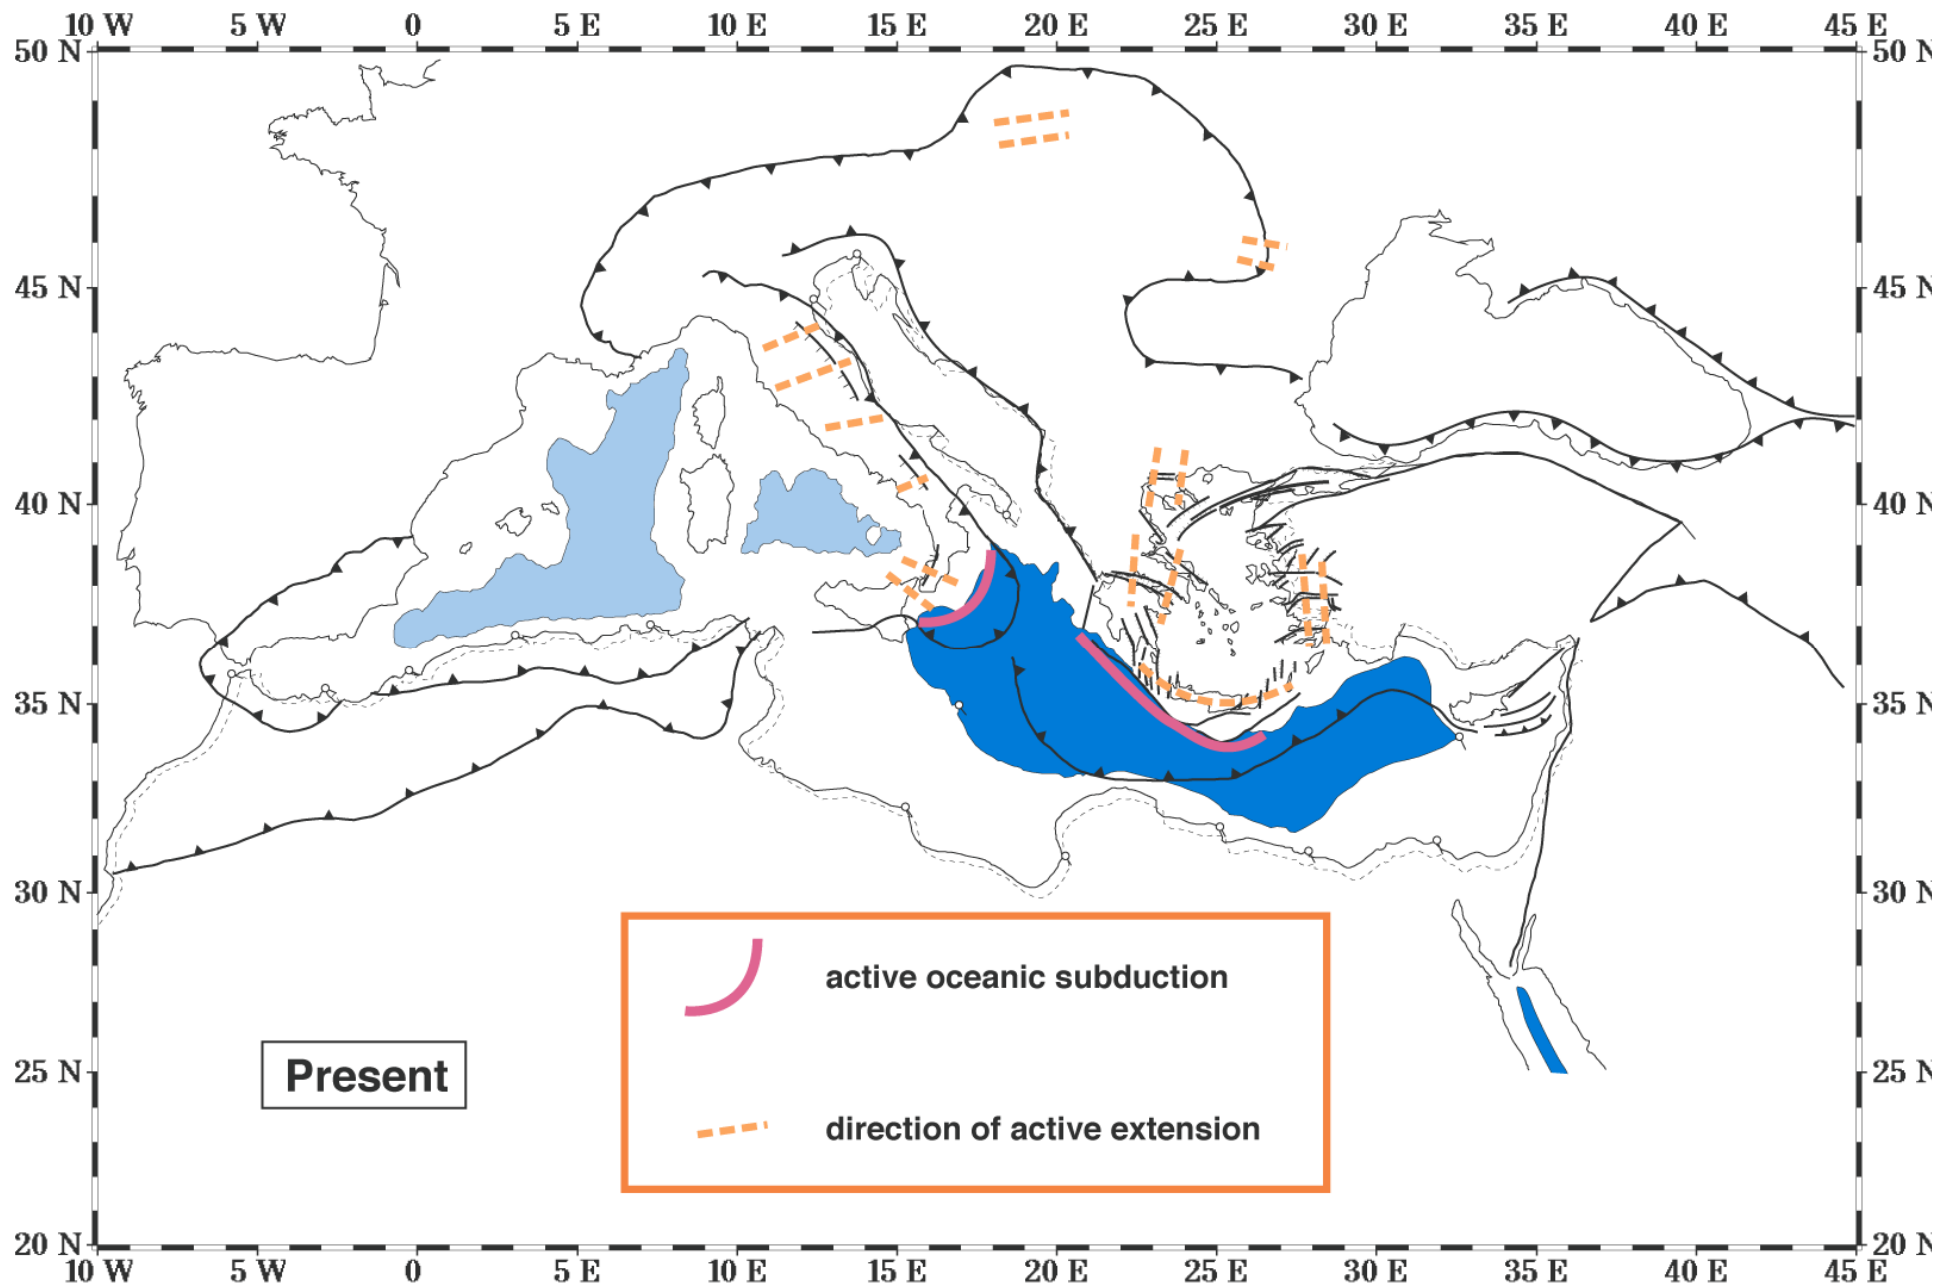 10 W 5 W 0 5 E 10 E 15 E 20 E 25 E 30 E 35 E 40 E 45 E
50 N 50 N
45 N 45 N
40 N 40 N
35 N 35 N
30 N 30 N
active oceanic subduction
Present
25 N 25 N
direction of active extension
20 N 20 N
10 W 5 W 0 5 E 10 E 15 E 20 E 25 E 30 E 35 E 40 E 45 E